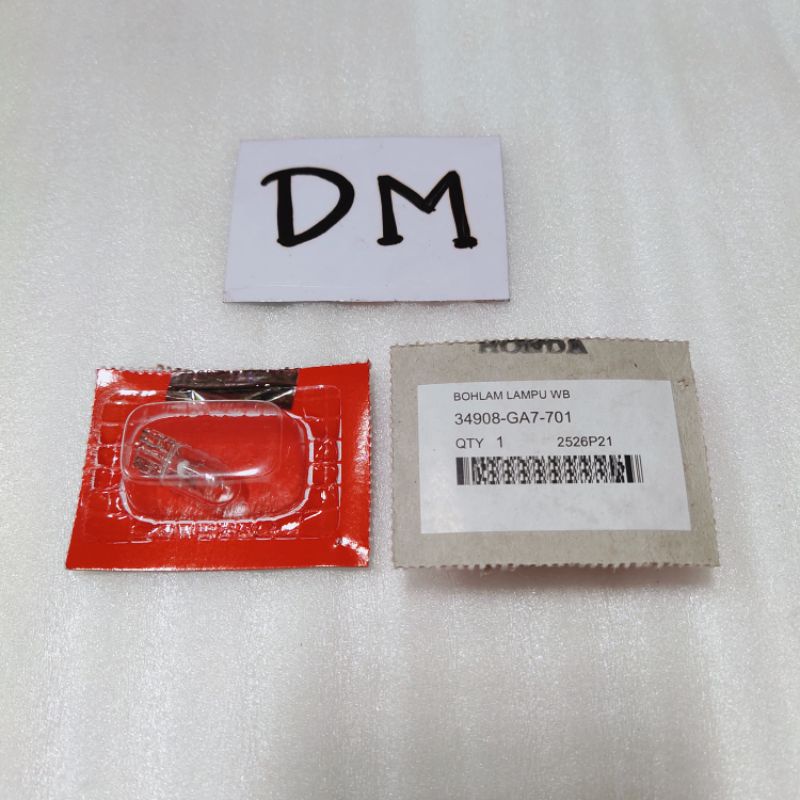 DM
HONDA
BOHLAM LAMPU WB
34908-GA7-701
QTY 1 2526P21